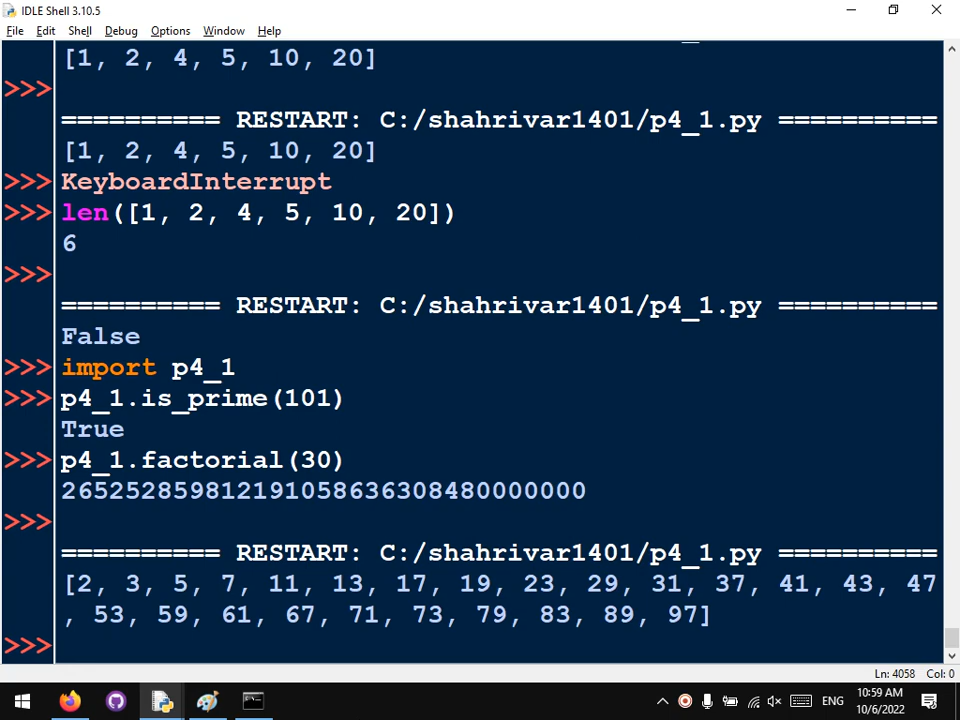 IDLE Shell 3.10.5
File Edit Shell Debug Options Window Help
[1, 2, 4, 5, 10, 20]
>>>
========== RESTART: C:/shahrivar1401/p4_1.py ==========
[1, 2, 4, 5, 10, 20]
>>> KeyboardInterrupt
>>> len([1, 2, 4, 5, 10, 20])
6
>>>
========== RESTART: C:/shahrivar1401/p4_1.py ==========
False
>>> import p4_1
>>> p4_1.is_prime(101)
True
>>> p4_1.factorial(30)
265252859812191058636308480000000
>>>
========== RESTART: C:/shahrivar1401/p4_1.py ==========
[2, 3, 5, 7, 11, 13, 17, 19, 23, 29, 31, 37, 41, 43, 47
, 53, 59, 61, 67, 71, 73, 79, 83, 89, 97]
>>>
Ln: 4058 Col: 0
ENG
10:59 AM
10/6/2022